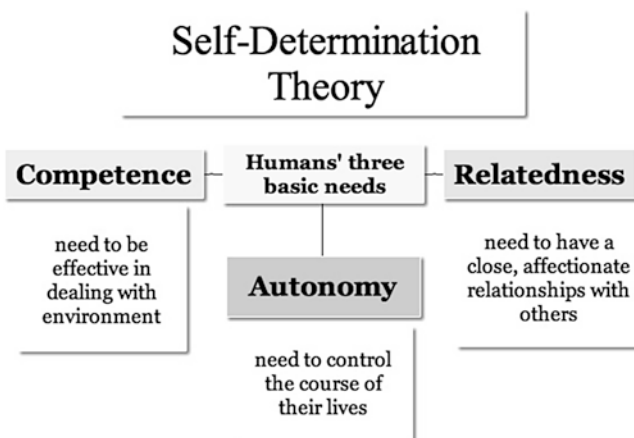 Self-Determination
Theory
Competence
Humans' three
basic needs
Relatedness
need to be
effective in
dealing with
environment
Autonomy
need to control
the course of
their lives
need to have a
close, affectionate
relationships with
others